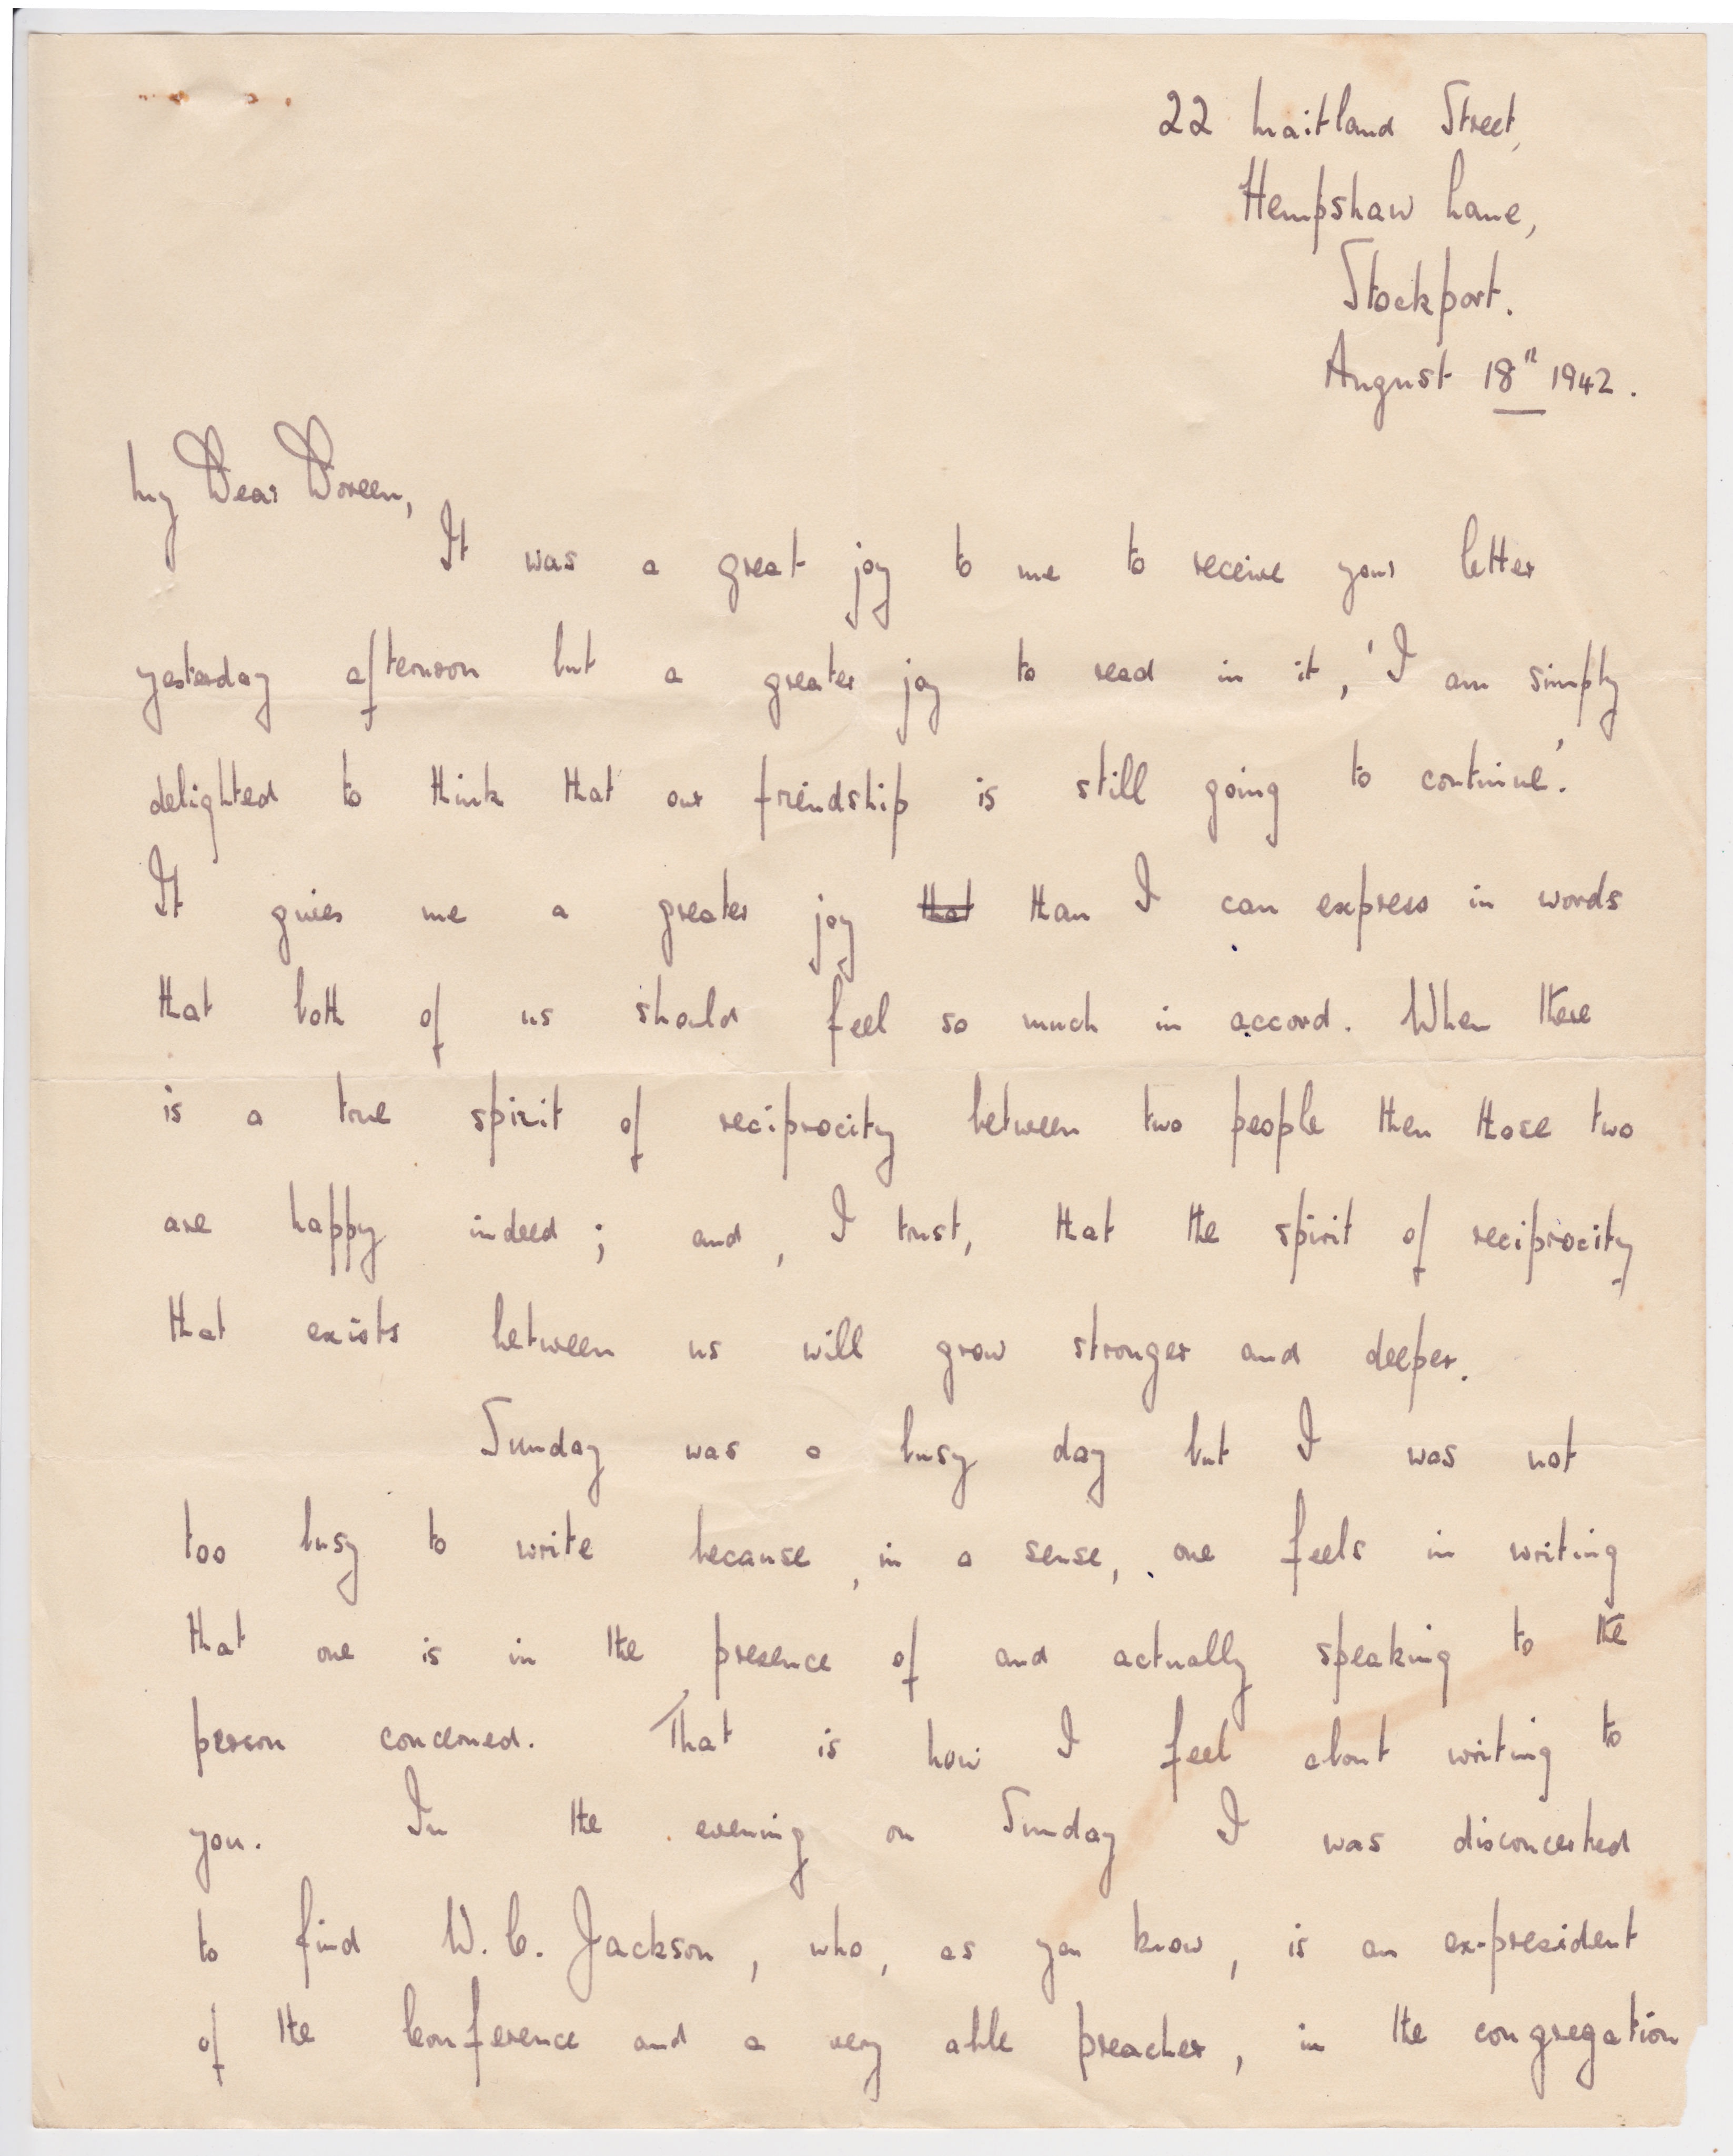 22 Maitland Street,
Hempshaw Lane,
Stockport.
August 18th 1942.
My Dear Doreen,
It was a great joy to me to receive your letter
yesterday afternoon but a greater joy to read in it, 'I am simply
delighted to think that our friendship is still going to continue.'
It gives me a greater joy that than I can express in words
that both of us should feel so much in accord. When there
is a true spirit of reciprocity between two people then those two
are happy indeed; and, I trust, that the spirit of reciprocity
that exists between us will grow stronger and deeper.
Sunday was a busy day but I was not
too busy to write because, in a sense, one feels in writing
that one is in the presence of and actually speaking to the
person concerned. That is how I feel about writing to
you. In the evening on Sunday I was disconcerted
to find W. C. Jackson, who, as you know, is an ex-president
of the Conference and a very able preacher, in the congregation